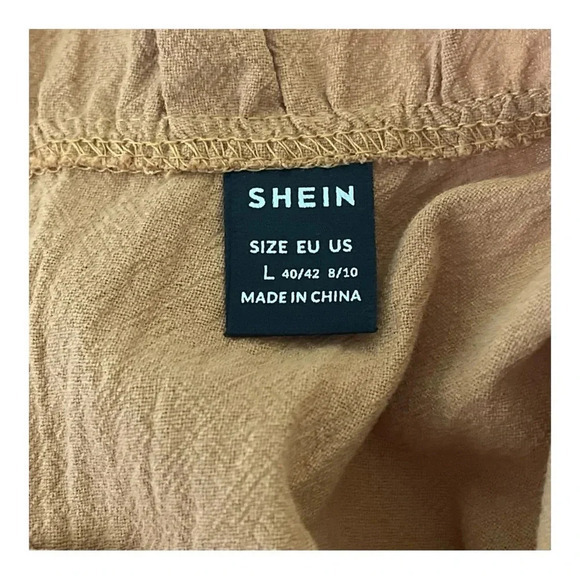 SHEIN
SIZE EU US
L 40/42 8/10
MADE IN CHINA